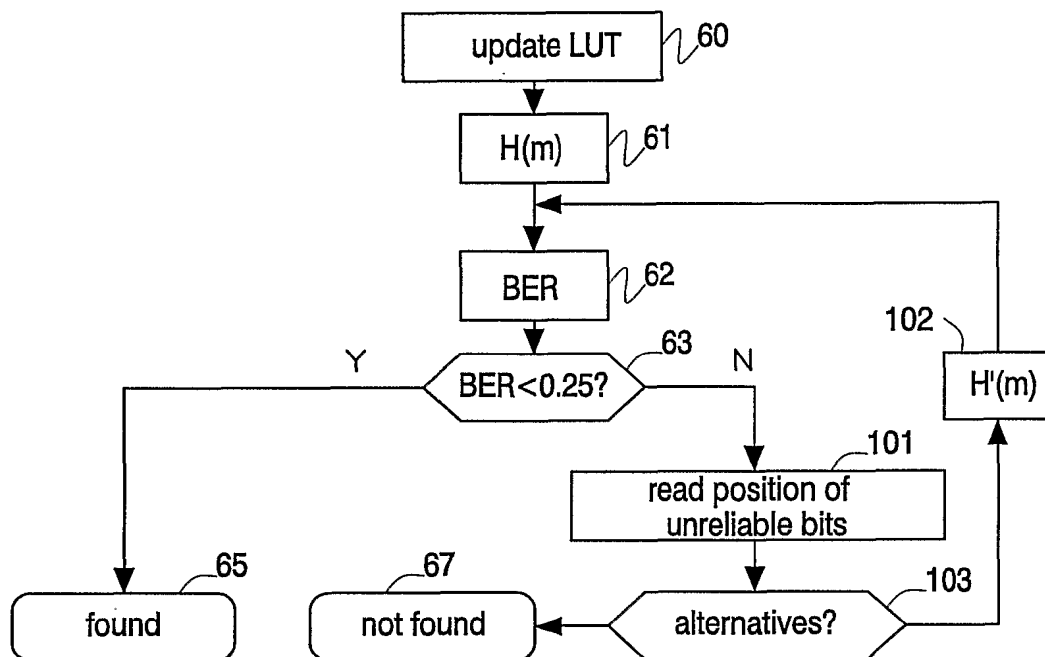 update LUT
60
H(m)
61
BER
62
102
Y
BER<0.25?
63
N
H'(m)
101
read position of
unreliable bits
65
67
103
found
not found
alternatives?